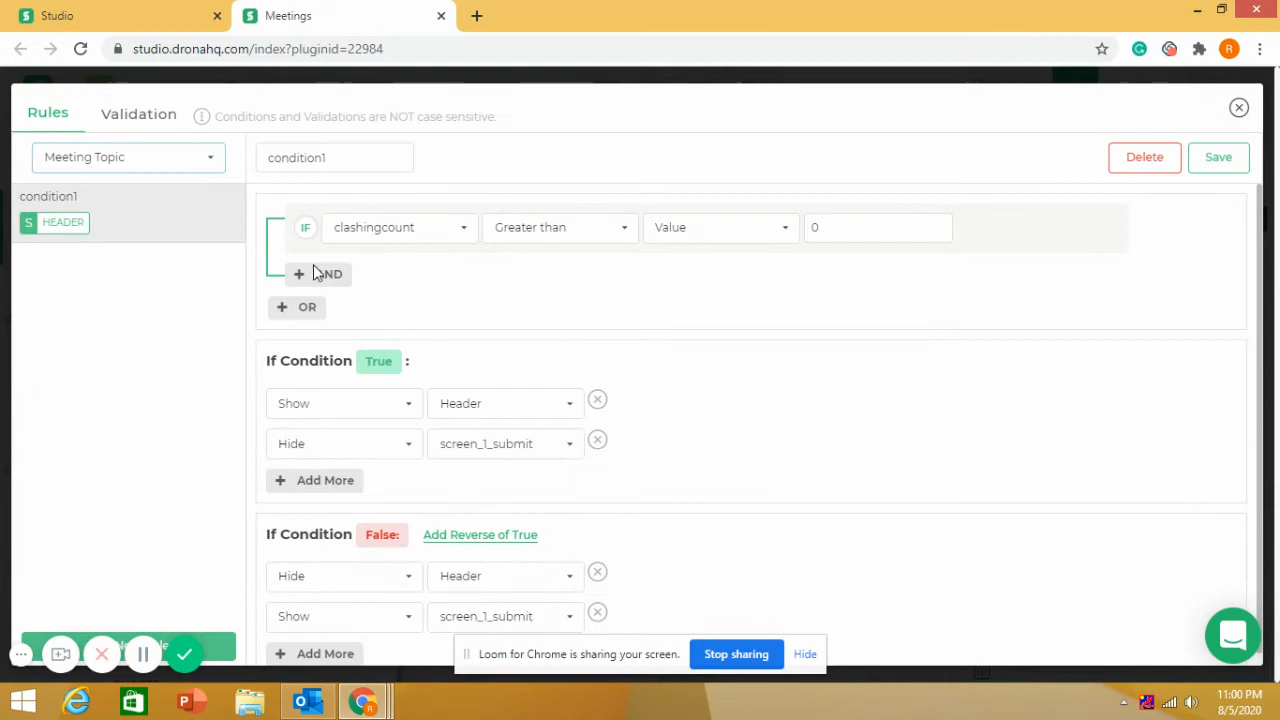 Studio
Meetings
studio.dronahq.com/index?pluginid=22984
R
Rules
Validation
Conditions and Validations are NOT case sensitive.
Meeting Topic
condition1
Delete
Save
condition1
S HEADER
IF
clashingcount
Greater than
Value
0
+ ND
+ OR
If Condition True :
Show
Header
Hide
screen_1_submit
+ Add More
If Condition False: Add Reverse of True
Hide
Header
Show
screen_1_submit
+ Add More
Loom for Chrome is sharing your screen.
Stop sharing
Hide
11:00 PM
8/5/2020